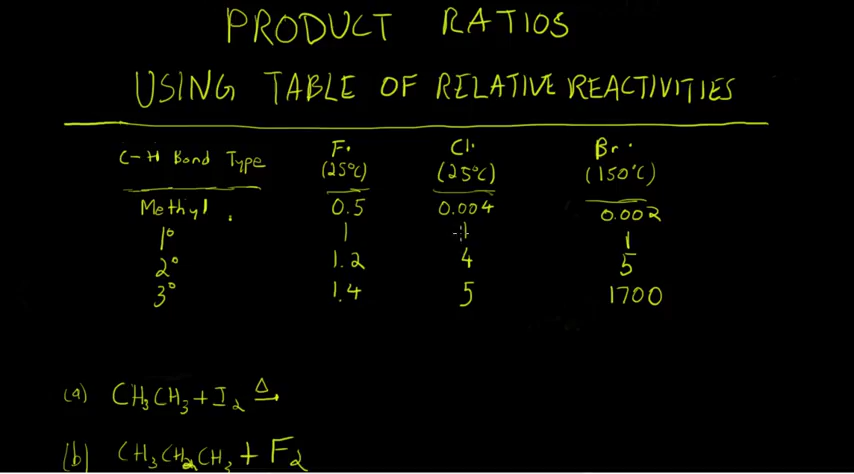 PRODUCT RATIOS
USING TABLE OF RELATIVE REACTIVITIES
C-H Bond Type F· (25°C) Cl· (25°C) Br· (150°C)
Methyl 0.5 0.004 0.002
1° 1 1 1
2° 1.2 4 5
3° 1.4 5 1700
(a) CH₃CH₃ + I₂ Δ→
(b) CH₃CH₂CH₃ + F₂